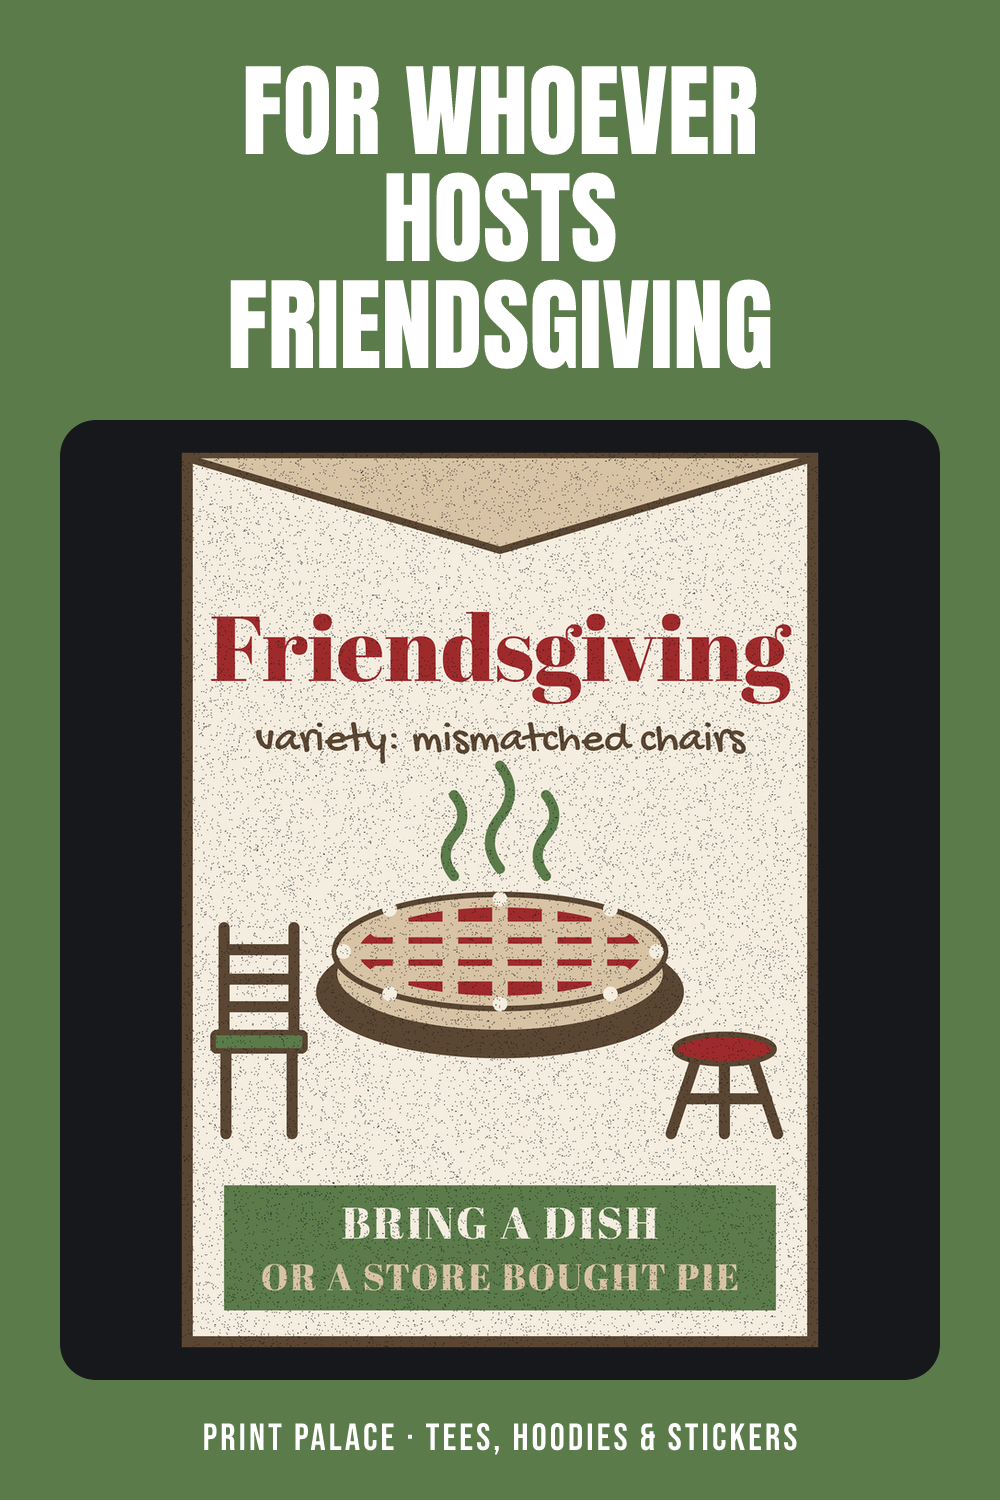 FOR WHOEVER
HOSTS
FRIENDSGIVING
Friendsgiving
variety: mismatched chairs
BRING A DISH
OR A STORE BOUGHT PIE
PRINT PALACE · TEES, HOODIES & STICKERS